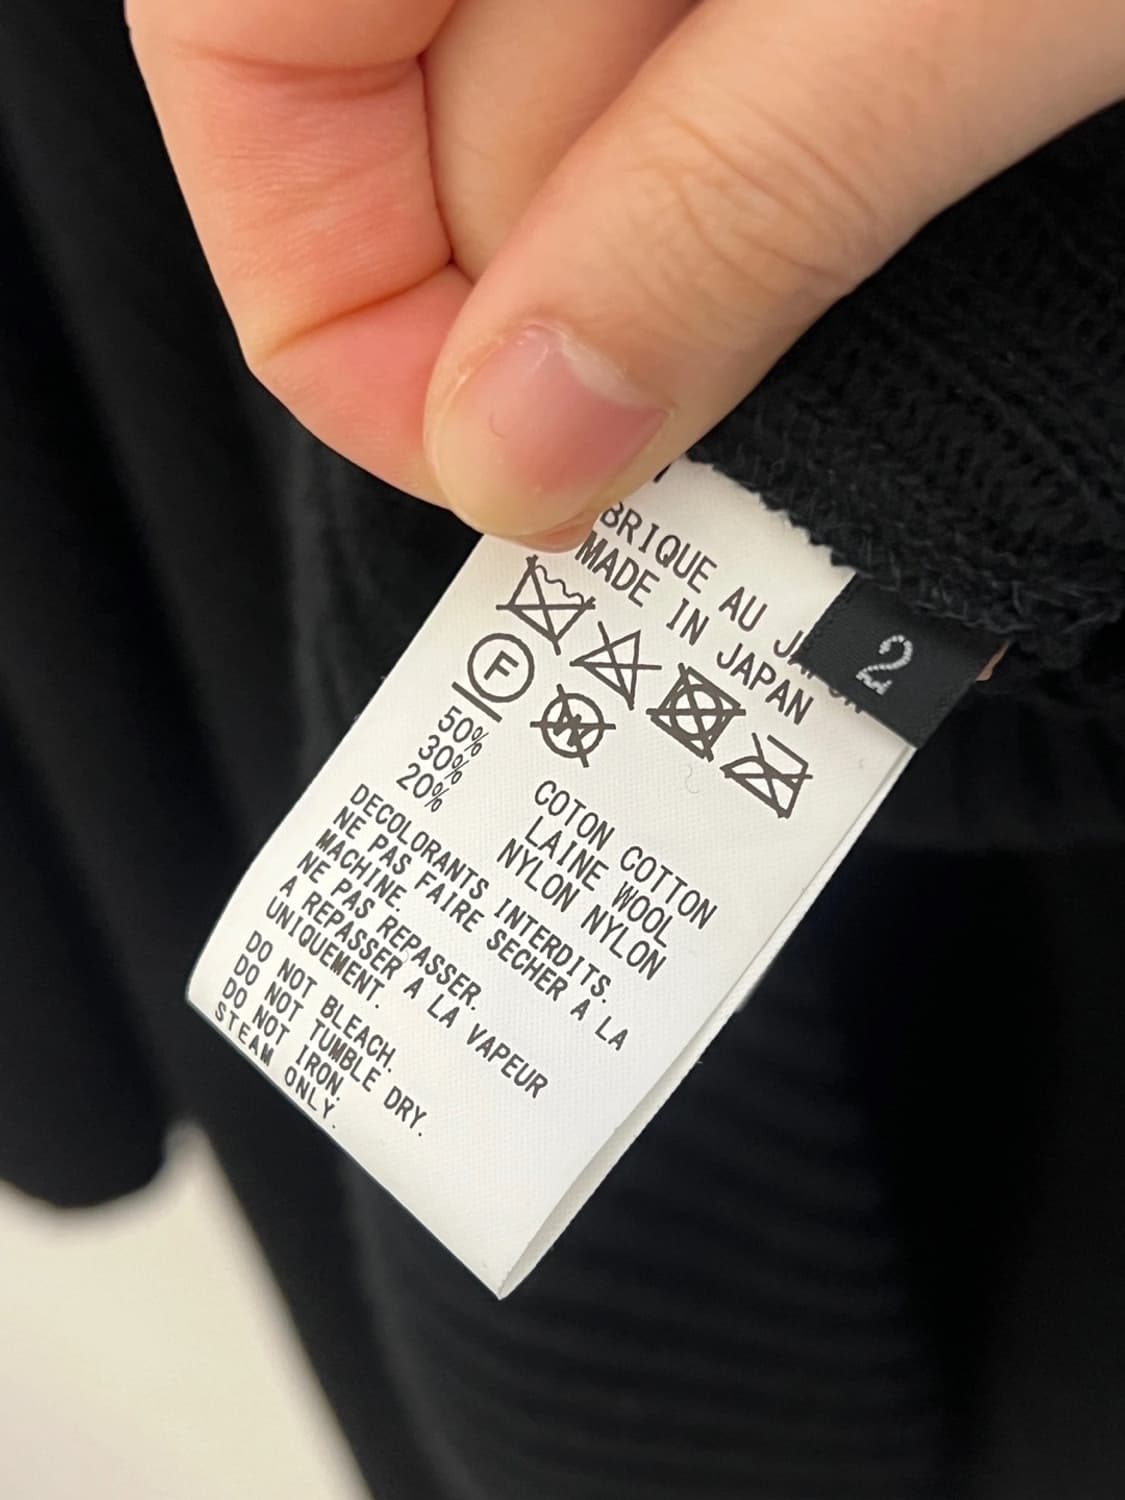 BRIQUE AU JAPON
MADE IN JAPAN
2
F
W
50% COTON COTTON
30% LAINE WOOL
20% NYLON NYLON
DECOLORANTS INTERDITS.
NE PAS FAIRE SECHER A LA
MACHINE.
NE PAS REPASSER.
A REPASSER A LA VAPEUR
UNIQUEMENT.
DO NOT BLEACH.
DO NOT TUMBLE DRY.
DO NOT IRON.
STEAM ONLY.